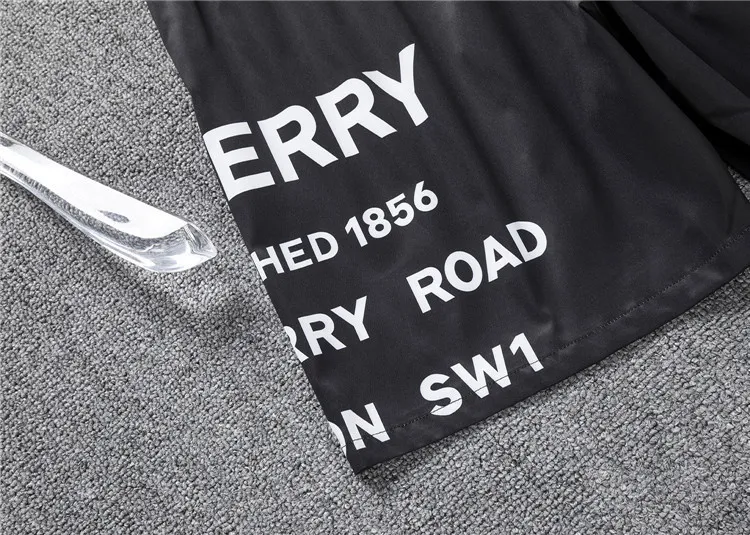 ERRY
HED 1856
RRY ROAD
ON SW1